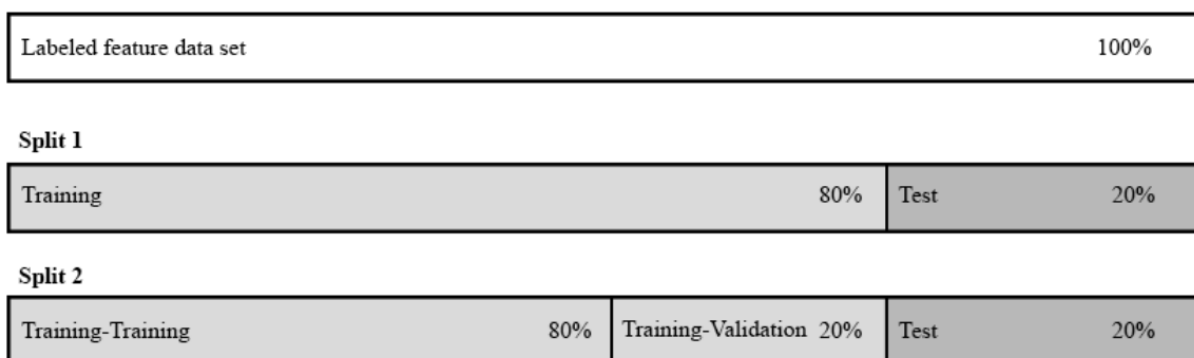 Labeled feature data set 100%
Split 1
Training 80% Test 20%
Split 2
Training-Training 80% Training-Validation 20% Test 20%